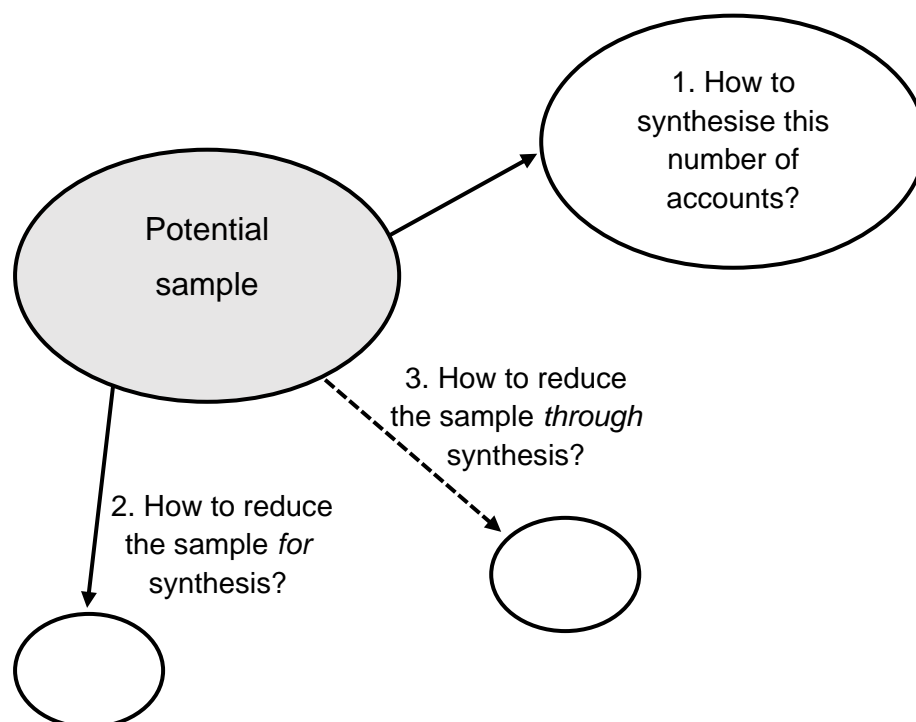 1. How to
synthesise this
number of
accounts?
Potential
sample
3. How to reduce
the sample through
synthesis?
2. How to reduce
the sample for
synthesis?